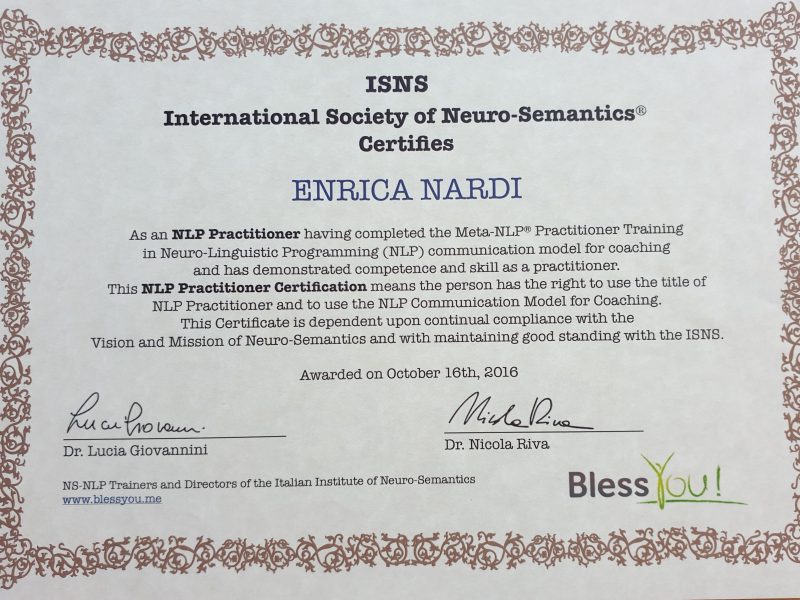 ISNS
International Society of Neuro-Semantics®
Certifies
ENRICA NARDI
As an NLP Practitioner having completed the Meta-NLP® Practitioner Training
in Neuro-Linguistic Programming (NLP) communication model for coaching
and has demonstrated competence and skill as a practitioner.
This NLP Practitioner Certification means the person has the right to use the title of
NLP Practitioner and to use the NLP Communication Model for Coaching.
This Certificate is dependent upon continual compliance with the
Vision and Mission of Neuro-Semantics and with maintaining good standing with the ISNS.
Awarded on October 16th, 2016
Nicola Riva
Dr. Lucia Giovannini
Dr. Nicola Riva
NS-NLP Trainers and Directors of the Italian Institute of Neuro-Semantics
www.blessyou.me
Bless You!